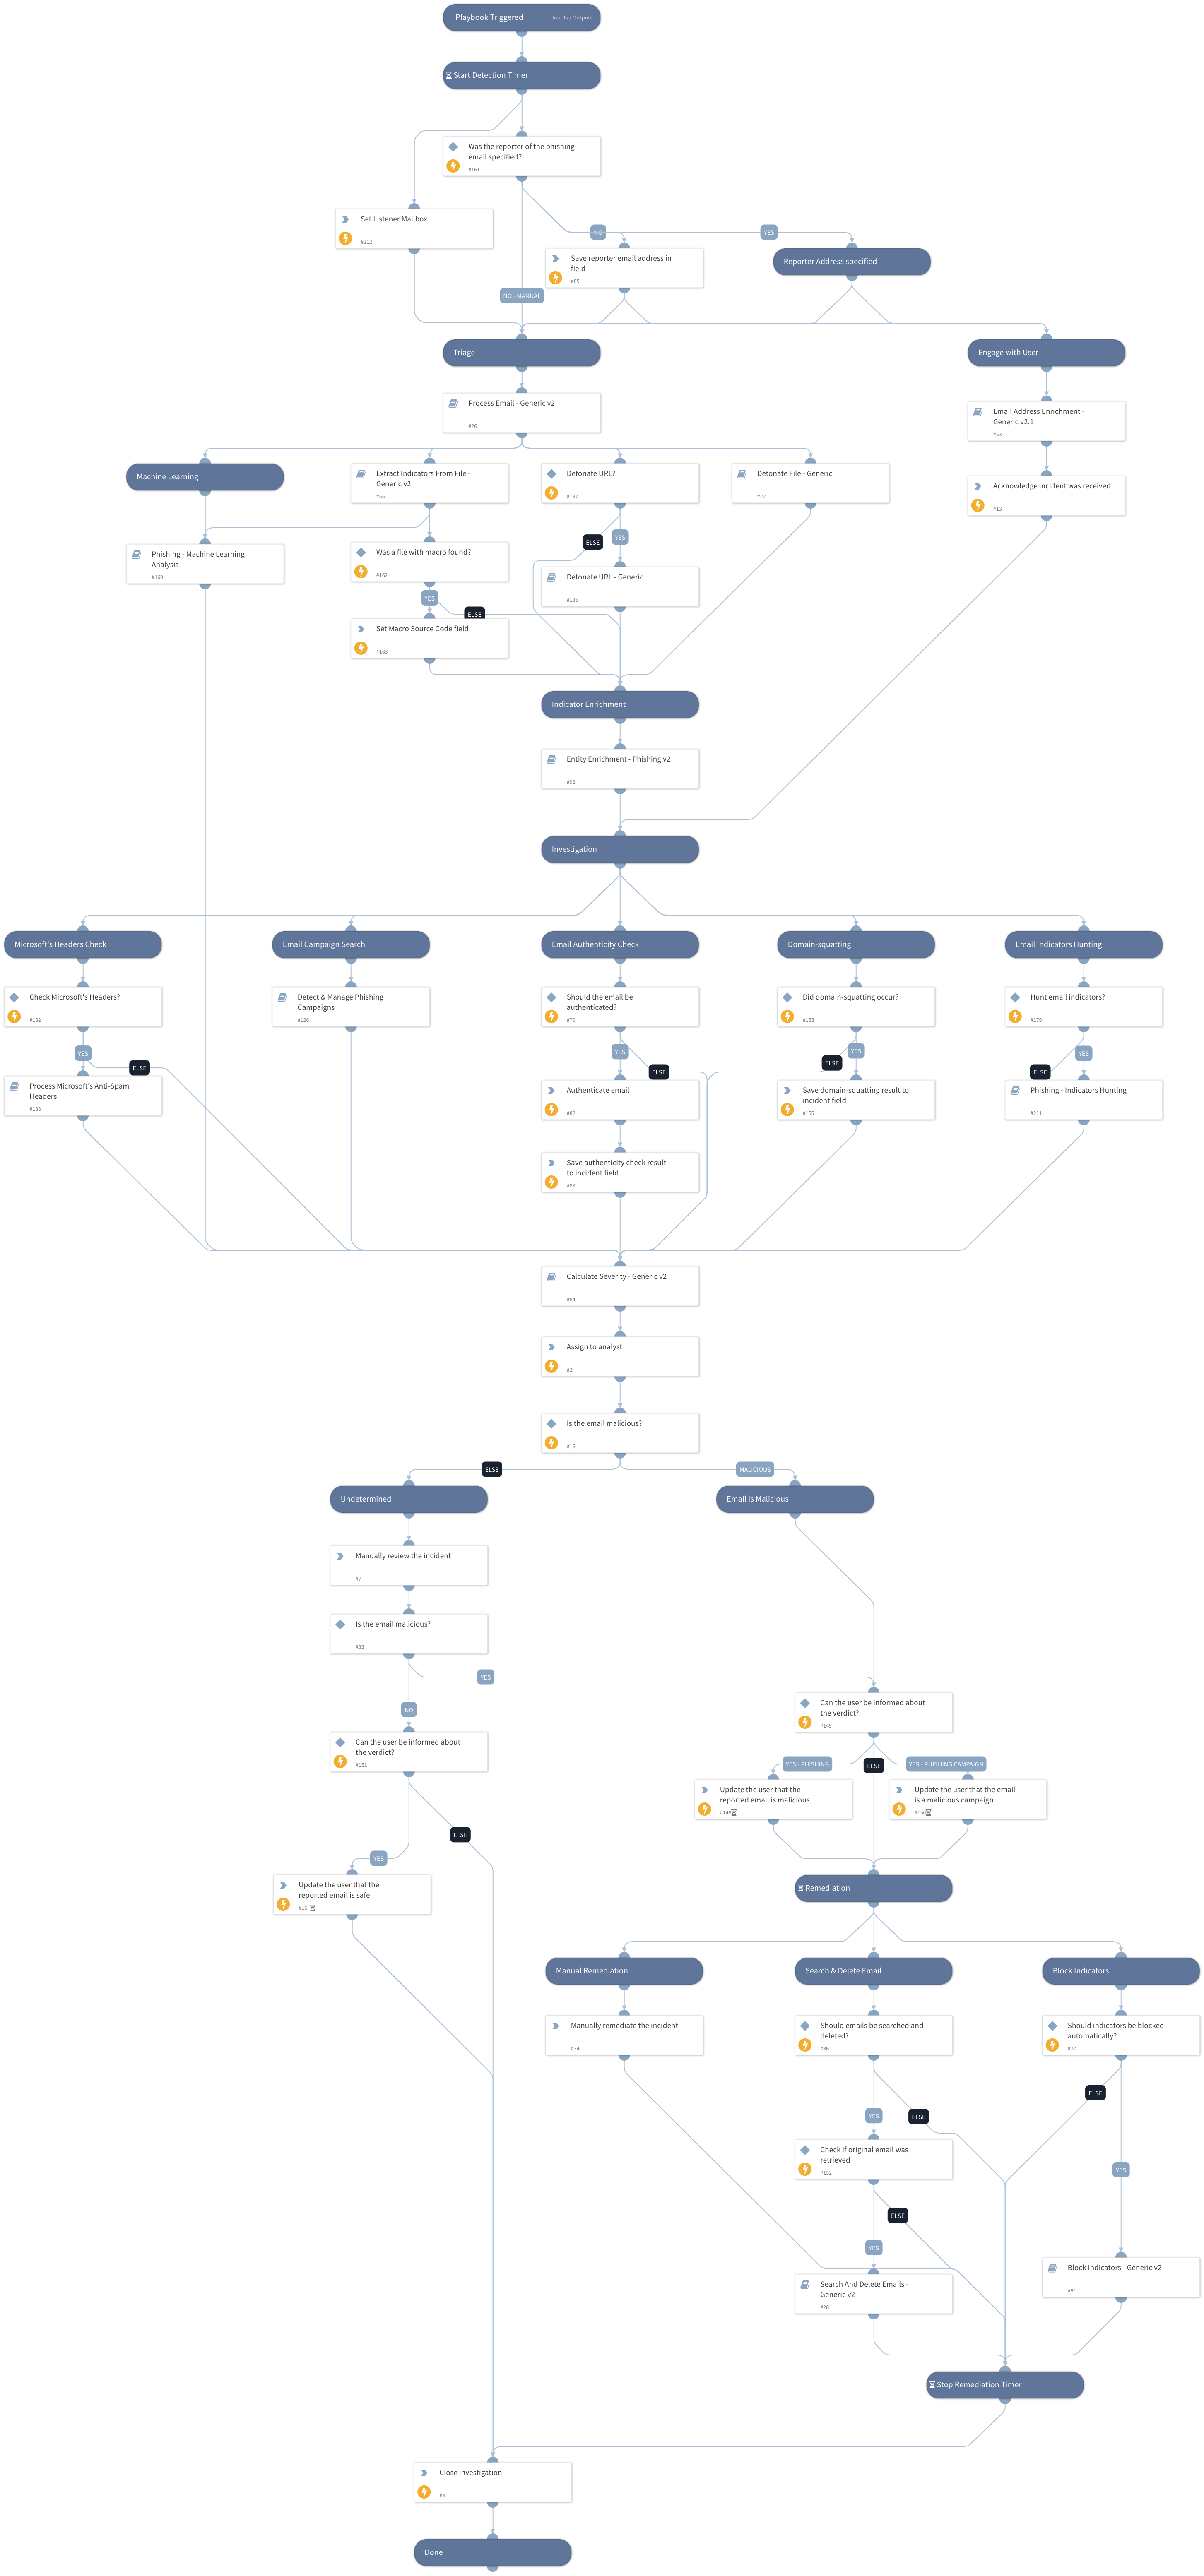 Playbook Triggered
Inputs / Outputs
Start Detection Timer
Was the reporter of the phishing
email specified?
#161
Set Listener Mailbox
#212
NO
YES
Save reporter email address in
field
#85
Reporter Address specified
NO - MANUAL
Triage
Engage with User
Process Email - Generic v2
#26
Email Address Enrichment -
Generic v2.1
#53
Machine Learning
Extract Indicators From File -
Generic v2
#55
Detonate URL?
#137
Detonate File - Generic
#22
Acknowledge incident was received
#13
ELSE
YES
Phishing - Machine Learning
Analysis
#160
Was a file with macro found?
#162
Detonate URL - Generic
#135
YES
ELSE
Set Macro Source Code field
#163
Indicator Enrichment
Entity Enrichment - Phishing v2
#92
Investigation
Microsoft's Headers Check
Email Campaign Search
Email Authenticity Check
Domain-squatting
Email Indicators Hunting
Check Microsoft's Headers?
#132
Detect & Manage Phishing
Campaigns
#126
Should the email be
authenticated?
#79
Did domain-squatting occur?
#153
Hunt email indicators?
#179
YES
ELSE
YES
ELSE
ELSE
YES
ELSE
YES
Process Microsoft's Anti-Spam
Headers
#133
Authenticate email
#82
Save domain-squatting result to
incident field
#155
Phishing - Indicators Hunting
#211
Save authenticity check result
to incident field
#83
Calculate Severity - Generic v2
#84
Assign to analyst
#2
Is the email malicious?
#15
ELSE
MALICIOUS
Undetermined
Email Is Malicious
Manually review the incident
#7
Is the email malicious?
#33
YES
NO
Can the user be informed about
the verdict?
#149
Can the user be informed about
the verdict?
#151
YES - PHISHING
ELSE
YES - PHISHING CAMPAIGN
Update the user that the
reported email is malicious
Update the user that the email
is a malicious campaign
ELSE
YES
Update the user that the
reported email is safe
#16
Remediation
Manual Remediation
Search & Delete Email
Block Indicators
Manually remediate the incident
#34
Should emails be searched and
deleted?
#36
Should indicators be blocked
automatically?
#37
ELSE
YES
ELSE
Check if original email was
retrieved
#152
YES
ELSE
YES
Search And Delete Emails -
Generic v2
#28
Block Indicators - Generic v2
#91
Stop Remediation Timer
Close investigation
#8
Done